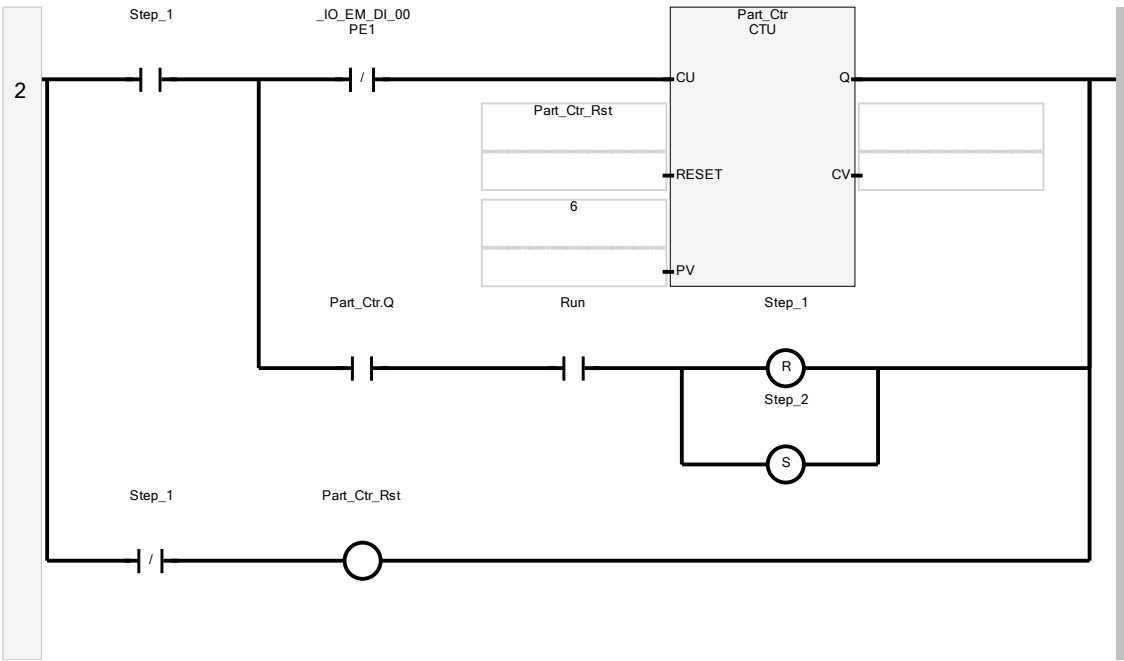 Step_1
_IO_EM_DI_00
PE1
Part_Ctr
CTU
2
/
CU
Q
Part_Ctr_Rst
RESET
CV
6
PV
Part_Ctr.Q
Run
Step_1
R
Step_2
S
Step_1
Part_Ctr_Rst
/